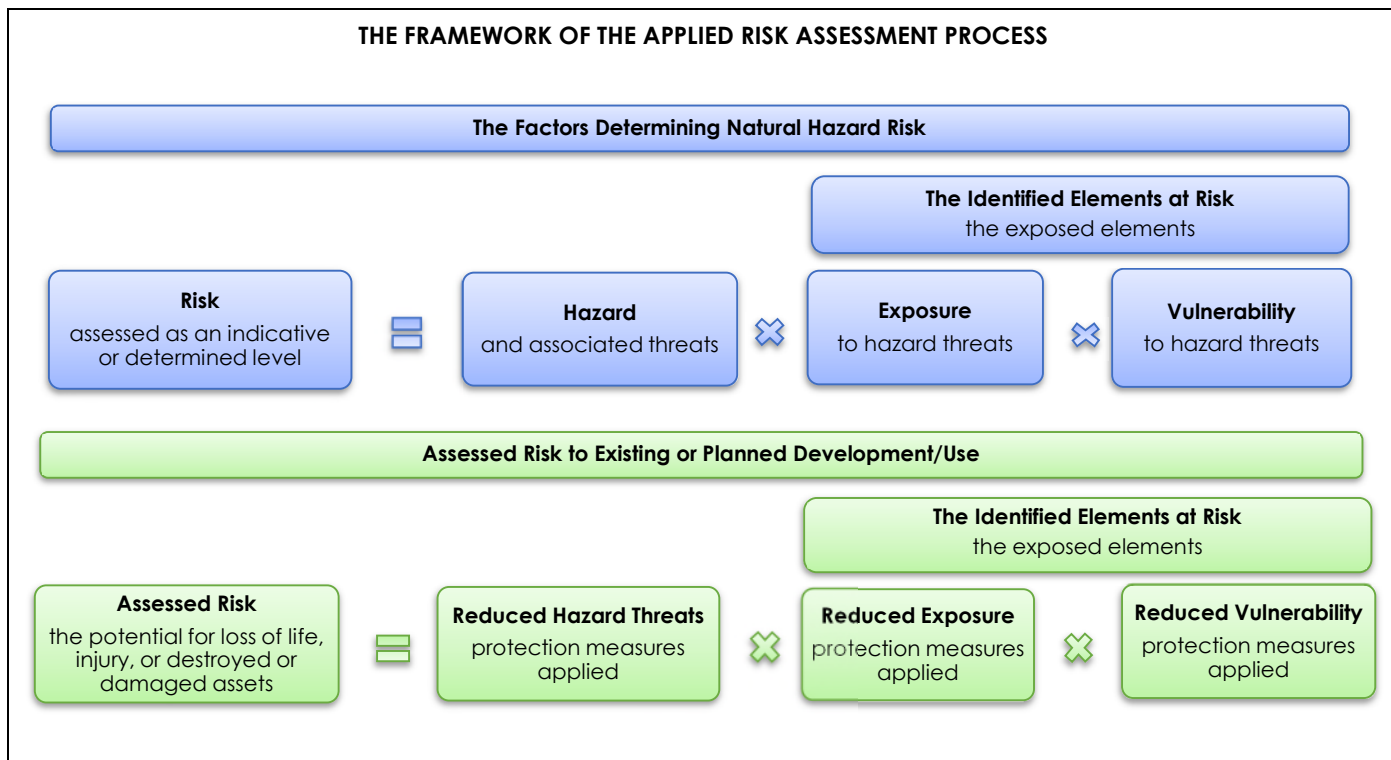 THE FRAMEWORK OF THE APPLIED RISK ASSESSMENT PROCESS
The Factors Determining Natural Hazard Risk
The Identified Elements at Risk
the exposed elements
Risk
assessed as an indicative
or determined level
Hazard
and associated threats
Exposure
to hazard threats
Vulnerability
to hazard threats
Assessed Risk to Existing or Planned Development/Use
The Identified Elements at Risk
the exposed elements
Assessed Risk
the potential for loss of life,
injury, or destroyed or
damaged assets
Reduced Hazard Threats
protection measures
applied
Reduced Exposure
protection measures
applied
Reduced Vulnerability
protection measures
applied